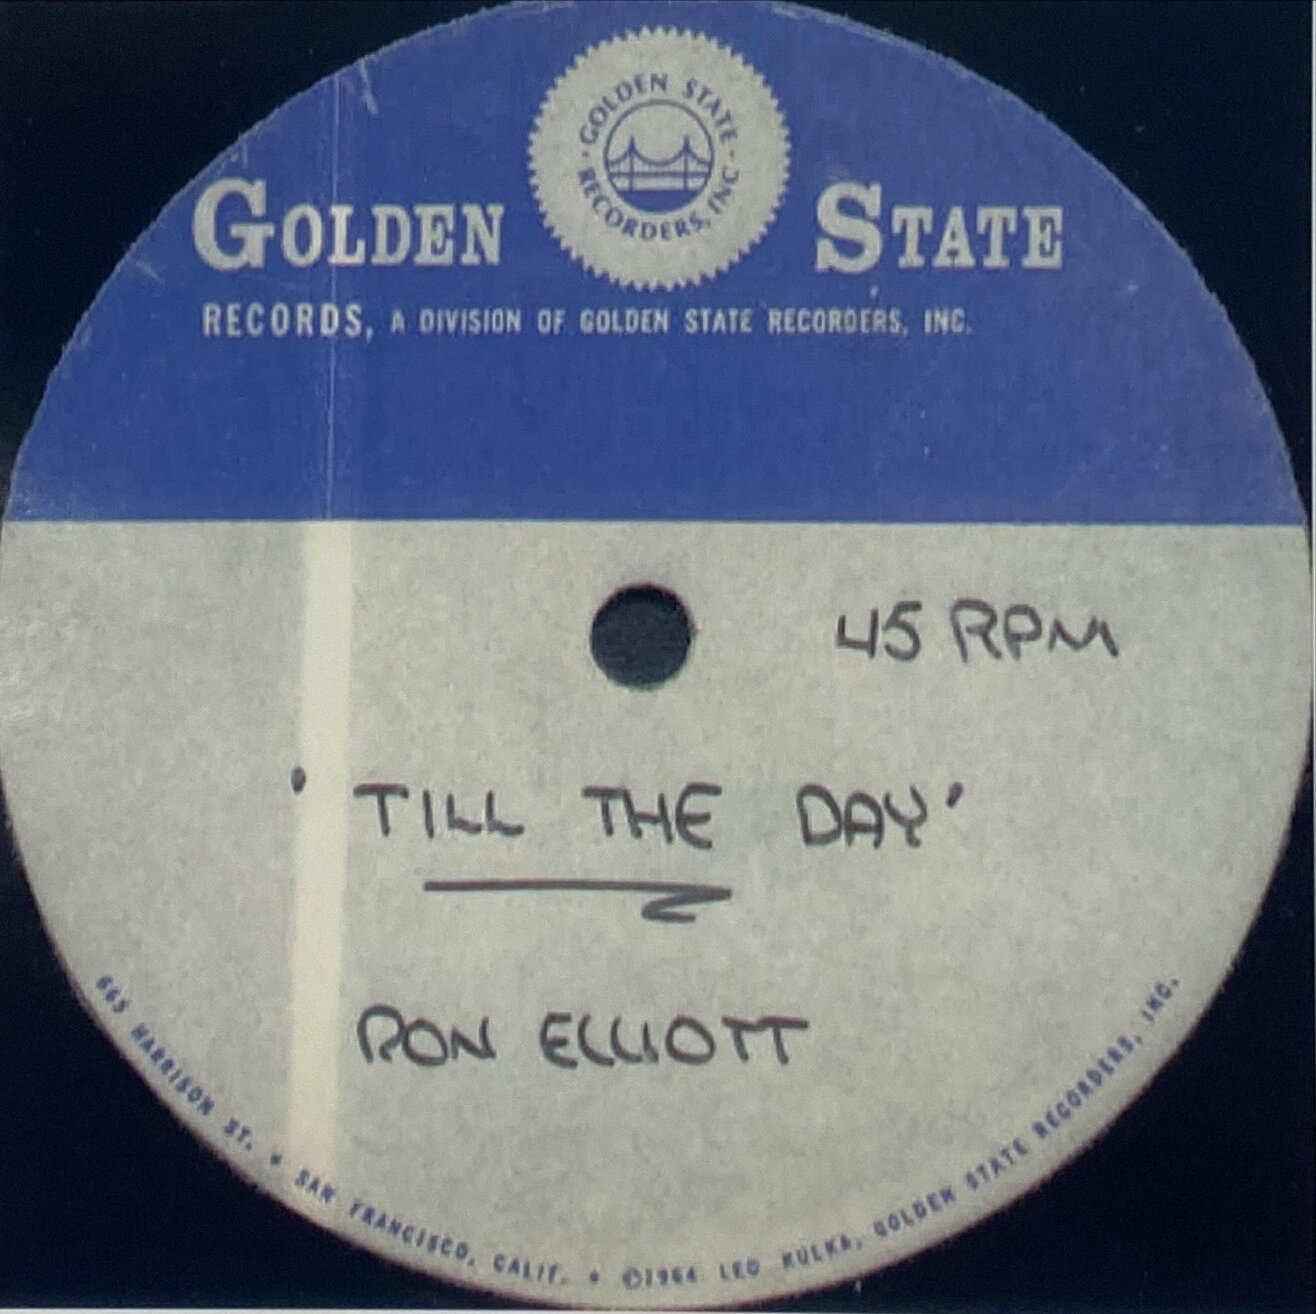 GOLDEN STATE
RECORDERS, INC
GOLDEN STATE
RECORDS, A DIVISION OF GOLDEN STATE RECORDERS, INC.
45 RPM
'TILL THE DAY'
RON ELLIOTT
665 HARRISON ST. • SAN FRANCISCO, CALIF. • ©1964 LEO KULKA, GOLDEN STATE RECORDERS, INC.